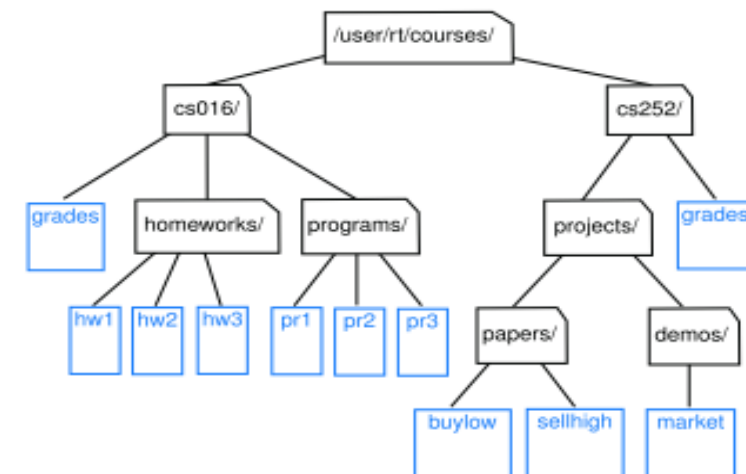 /user/rt/courses/
cs016/
cs252/
grades
homeworks/
programs/
projects/
grades
hw1
hw2
hw3
pr1
pr2
pr3
papers/
demos/
buylow
sellhigh
market